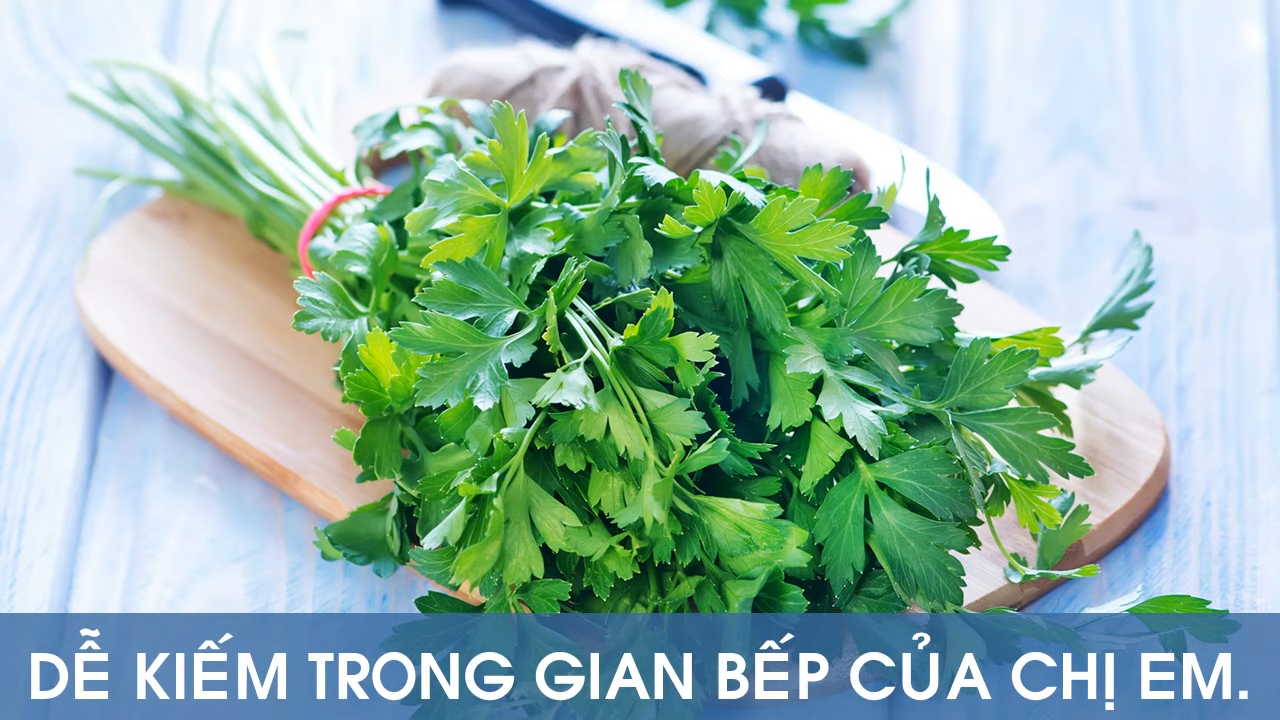 DỄ KIẾM TRONG GIAN BẾP CỦA CHỊ EM.